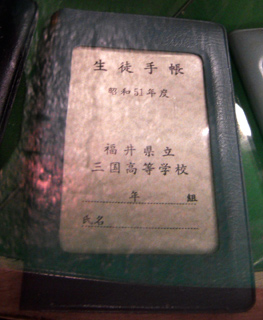 生徒手帳
昭和51年度
福井県立
三国高等学校
年 組
氏名